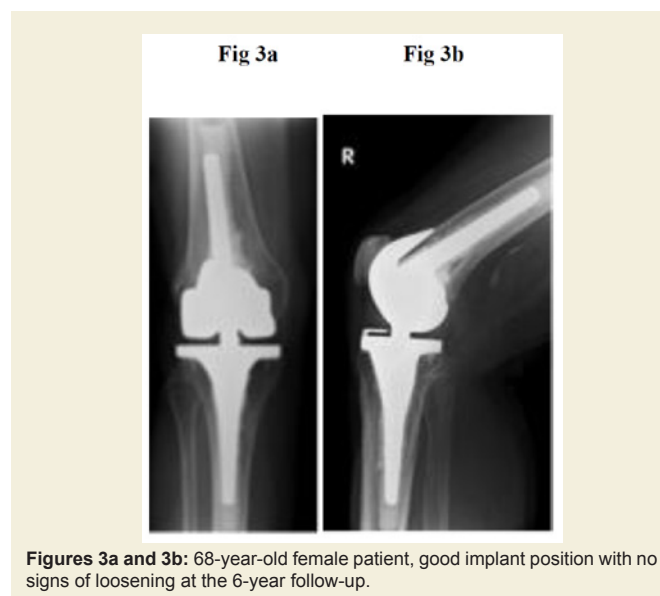 Fig 3a Fig 3b
R
Figures 3a and 3b: 68-year-old female patient, good implant position with no
signs of loosening at the 6-year follow-up.